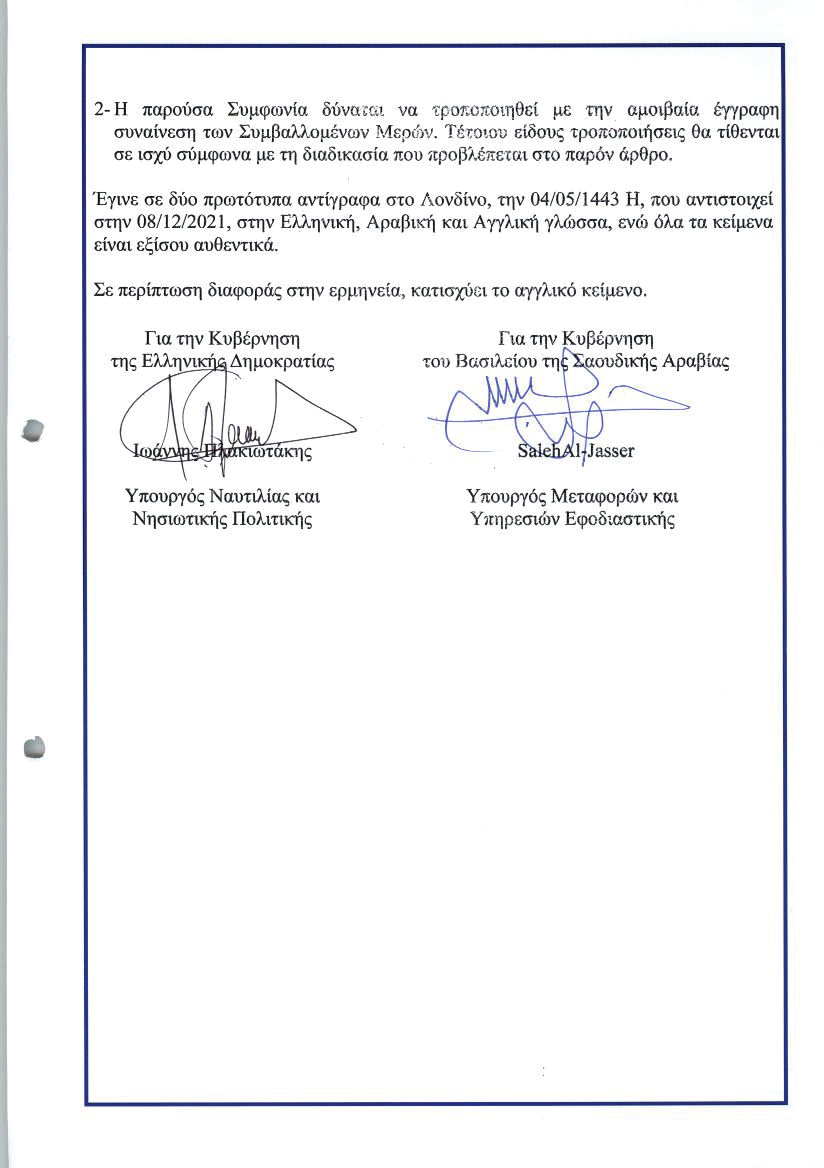 2- Η παρούσα Συμφωνία δύναται να τροποποιηθεί με την αμοιβαία έγγραφη
συναίνεση των Συμβαλλομένων Μερών. Τέτοιου είδους τροποποιήσεις θα τίθενται
σε ισχύ σύμφωνα με τη διαδικασία που προβλέπεται στο παρόν άρθρο.
Έγινε σε δύο πρωτότυπα αντίγραφα στο Λονδίνο, την 04/05/1443 Η, που αντιστοιχεί
στην 08/12/2021, στην Ελληνική, Αραβική και Αγγλική γλώσσα, ενώ όλα τα κείμενα
είναι εξίσου αυθεντικά.
Σε περίπτωση διαφοράς στην ερμηνεία, κατισχύει το αγγλικό κείμενο.
Για την Κυβέρνηση
της Ελληνικής Δημοκρατίας
Ιωάννης Πλακιωτάκης
Υπουργός Ναυτιλίας και
Νησιωτικής Πολιτικής
Για την Κυβέρνηση
του Βασιλείου της Σαουδικής Αραβίας
SalehAl-Jasser
Υπουργός Μεταφορών και
Υπηρεσιών Εφοδιαστικής